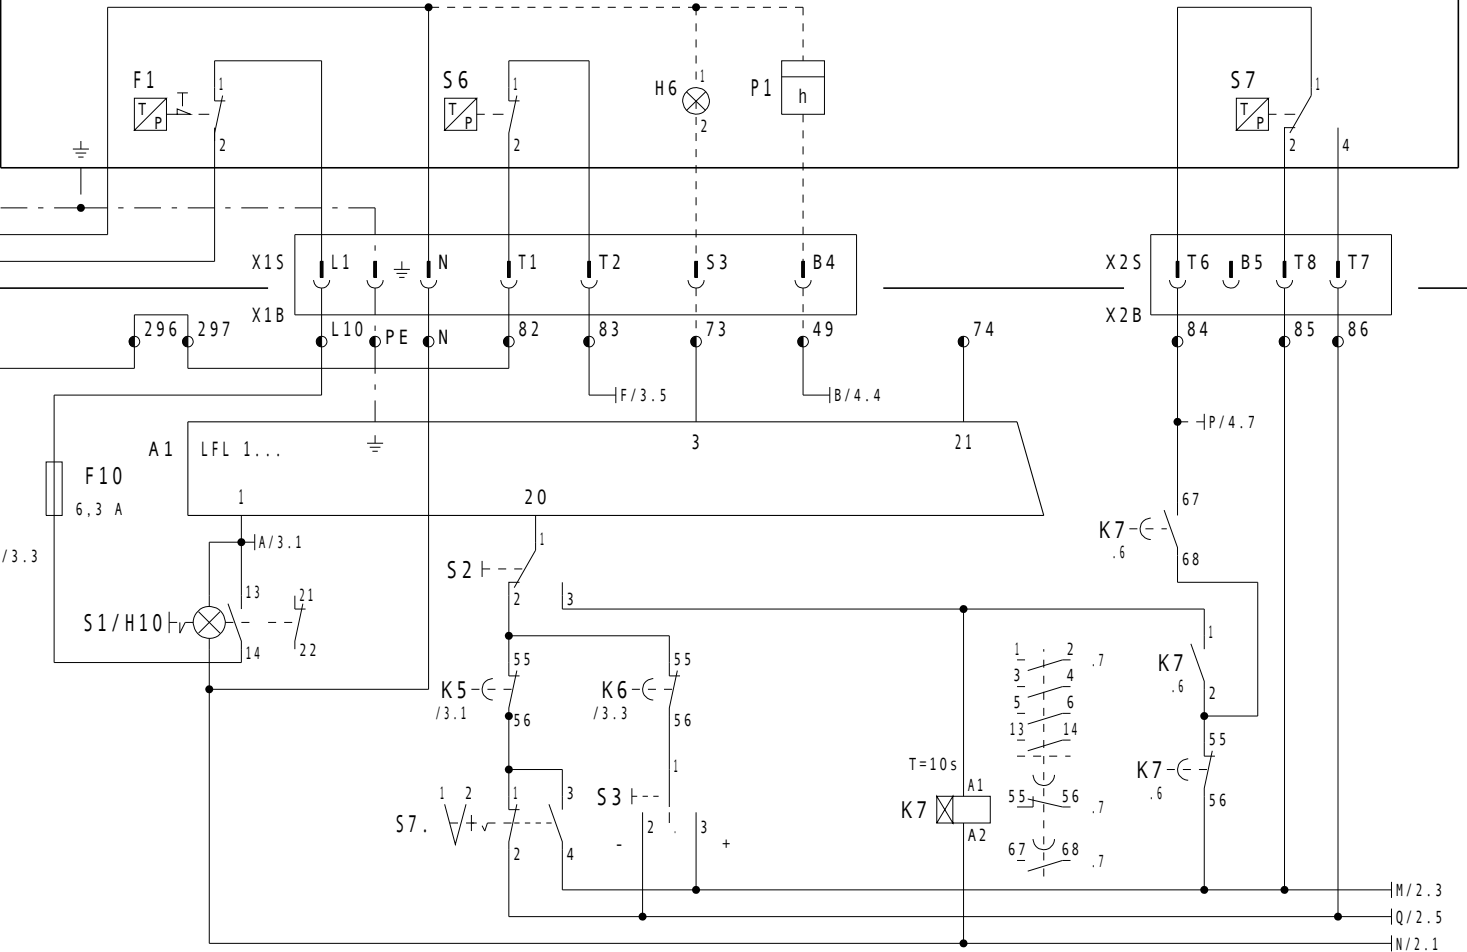 F1
T
P
1
2
S6
T
P
1
2
H6
1
2
P1
h
S7
T
P
1
2
4
X1S
L1
N
T1
T2
S3
B4
X2S
T6
B5
T8
T7
X1B
X2B
296
297
L10
PE
N
82
83
73
49
74
84
85
86
F/3.5
B/4.4
P/4.7
A1
LFL 1...
3
21
F10
6,3 A
1
20
/3.3
A/3.1
S1/H10
13
14
21
22
S2
1
2
3
K7
.6
67
68
K5
/3.1
55
56
K6
/3.3
55
56
1
2
.7
3
4
5
6
13
14
K7
.6
1
2
S7.
1
2
1
2
3
4
S3
1
2
3
-
+
T=10s
K7
A1
A2
55
56
.7
67
68
.7
K7
.6
55
56
M/2.3
Q/2.5
N/2.1